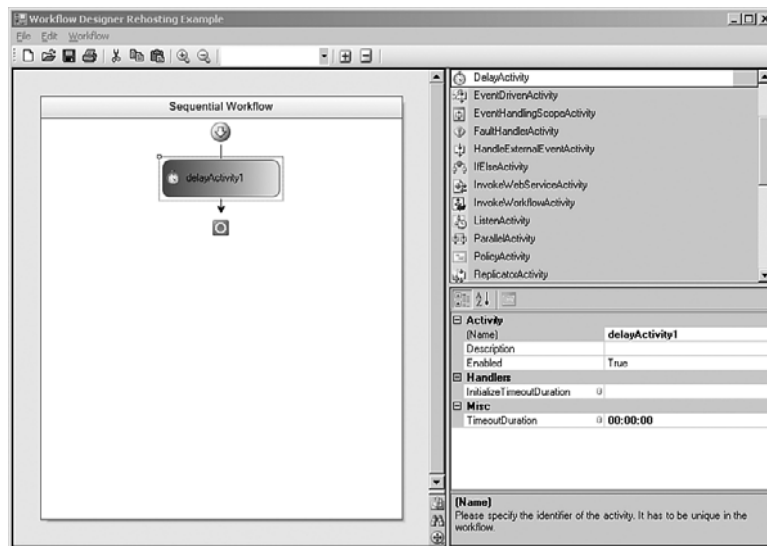 Workflow Designer Rehosting Example
File Edit Workflow
Sequential Workflow
delayActivity1
DelayActivity
EventDrivenActivity
EventHandlingScopeActivity
FaultHandlerActivity
HandleExternalEventActivity
IfElseActivity
InvokeWebServiceActivity
InvokeWorkflowActivity
ListenActivity
ParallelActivity
PolicyActivity
ReplicatorActivity
Activity
(Name) delayActivity1
Description
Enabled True
Handlers
InitializeTimeoutDuration
Misc
TimeoutDuration 00:00:00
(Name)
Please specify the identifier of the activity. It has to be unique in the
workflow.